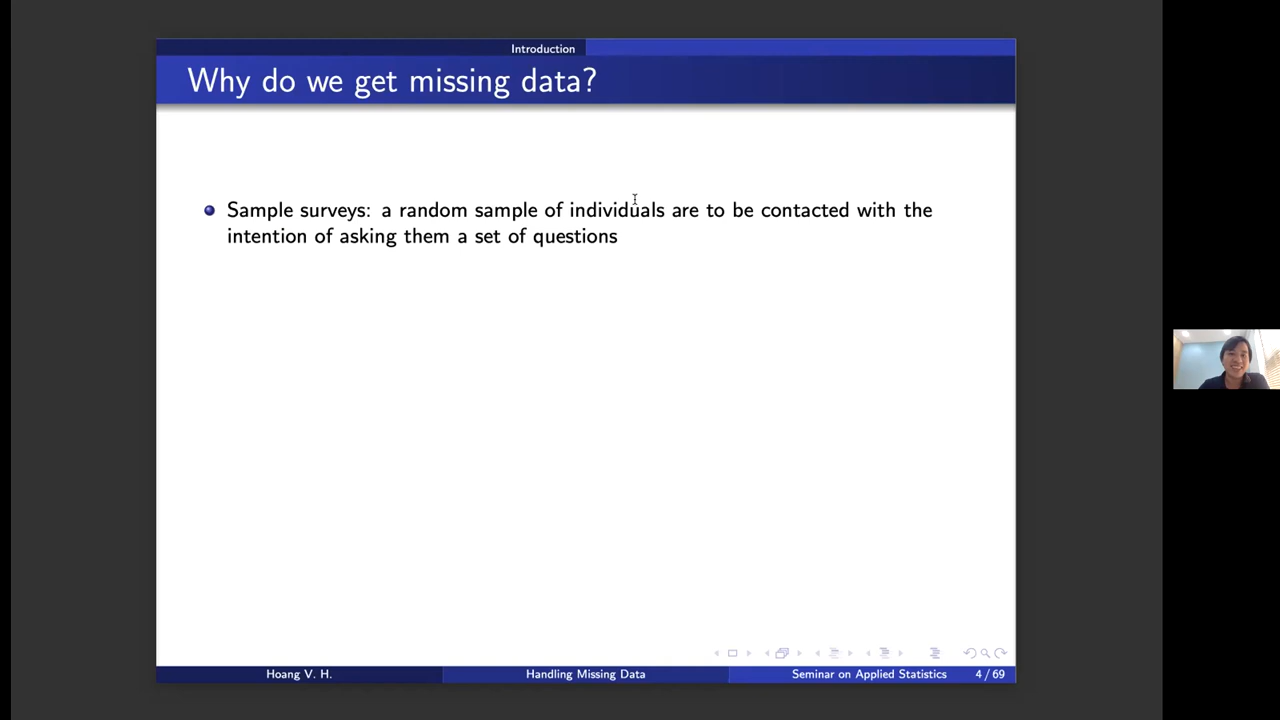 Introduction
Why do we get missing data?
Sample surveys: a random sample of individuals are to be contacted with the
intention of asking them a set of questions
Hoang V. H.
Handling Missing Data
Seminar on Applied Statistics
4 / 69